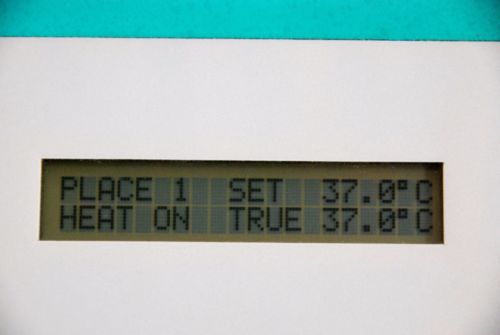 PLACE 1 SET 37.0°C
HEAT ON TRUE 37.0°C